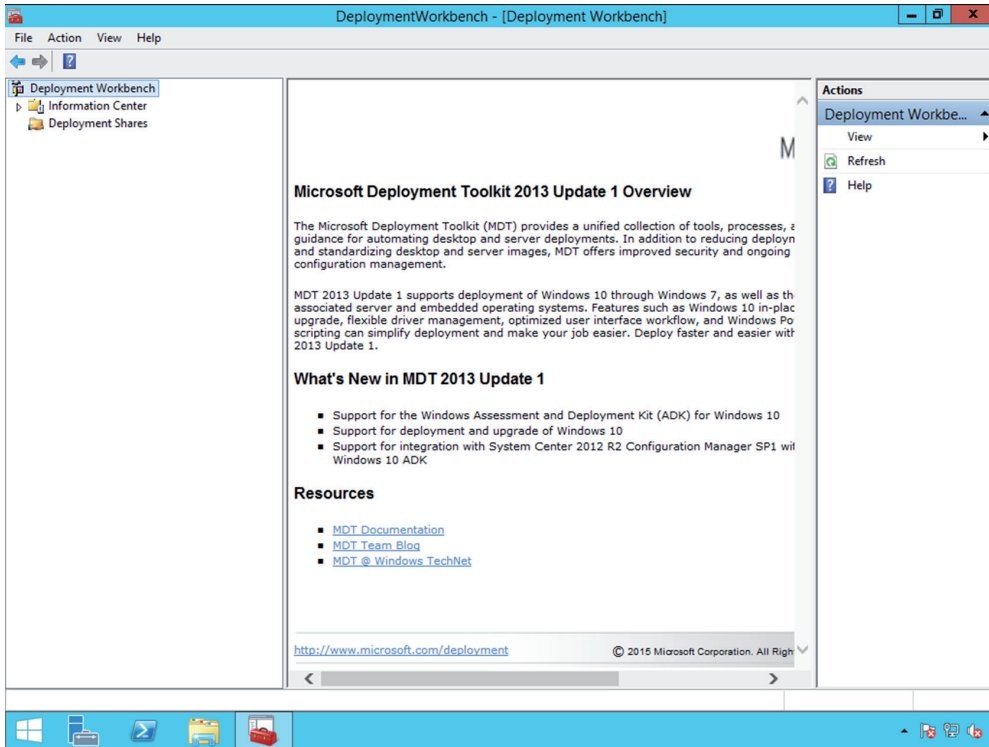 DeploymentWorkbench - [Deployment Workbench]
File Action View Help
Deployment Workbench
Information Center
Deployment Shares
M
Microsoft Deployment Toolkit 2013 Update 1 Overview
The Microsoft Deployment Toolkit (MDT) provides a unified collection of tools, processes, a
guidance for automating desktop and server deployments. In addition to reducing deployn
and standardizing desktop and server images, MDT offers improved security and ongoing
configuration management.
MDT 2013 Update 1 supports deployment of Windows 10 through Windows 7, as well as th
associated server and embedded operating systems. Features such as Windows 10 in-plac
upgrade, flexible driver management, optimized user interface workflow, and Windows Po
scripting can simplify deployment and make your job easier. Deploy faster and easier with
2013 Update 1.
What's New in MDT 2013 Update 1
Support for the Windows Assessment and Deployment Kit (ADK) for Windows 10
Support for deployment and upgrade of Windows 10
Support for integration with System Center 2012 R2 Configuration Manager SP1 wit
Windows 10 ADK
Resources
MDT Documentation
MDT Team Blog
MDT @ Windows TechNet
http://www.microsoft.com/deployment
© 2015 Microsoft Corporation. All Righ
Actions
Deployment Workbe...
View
Refresh
Help